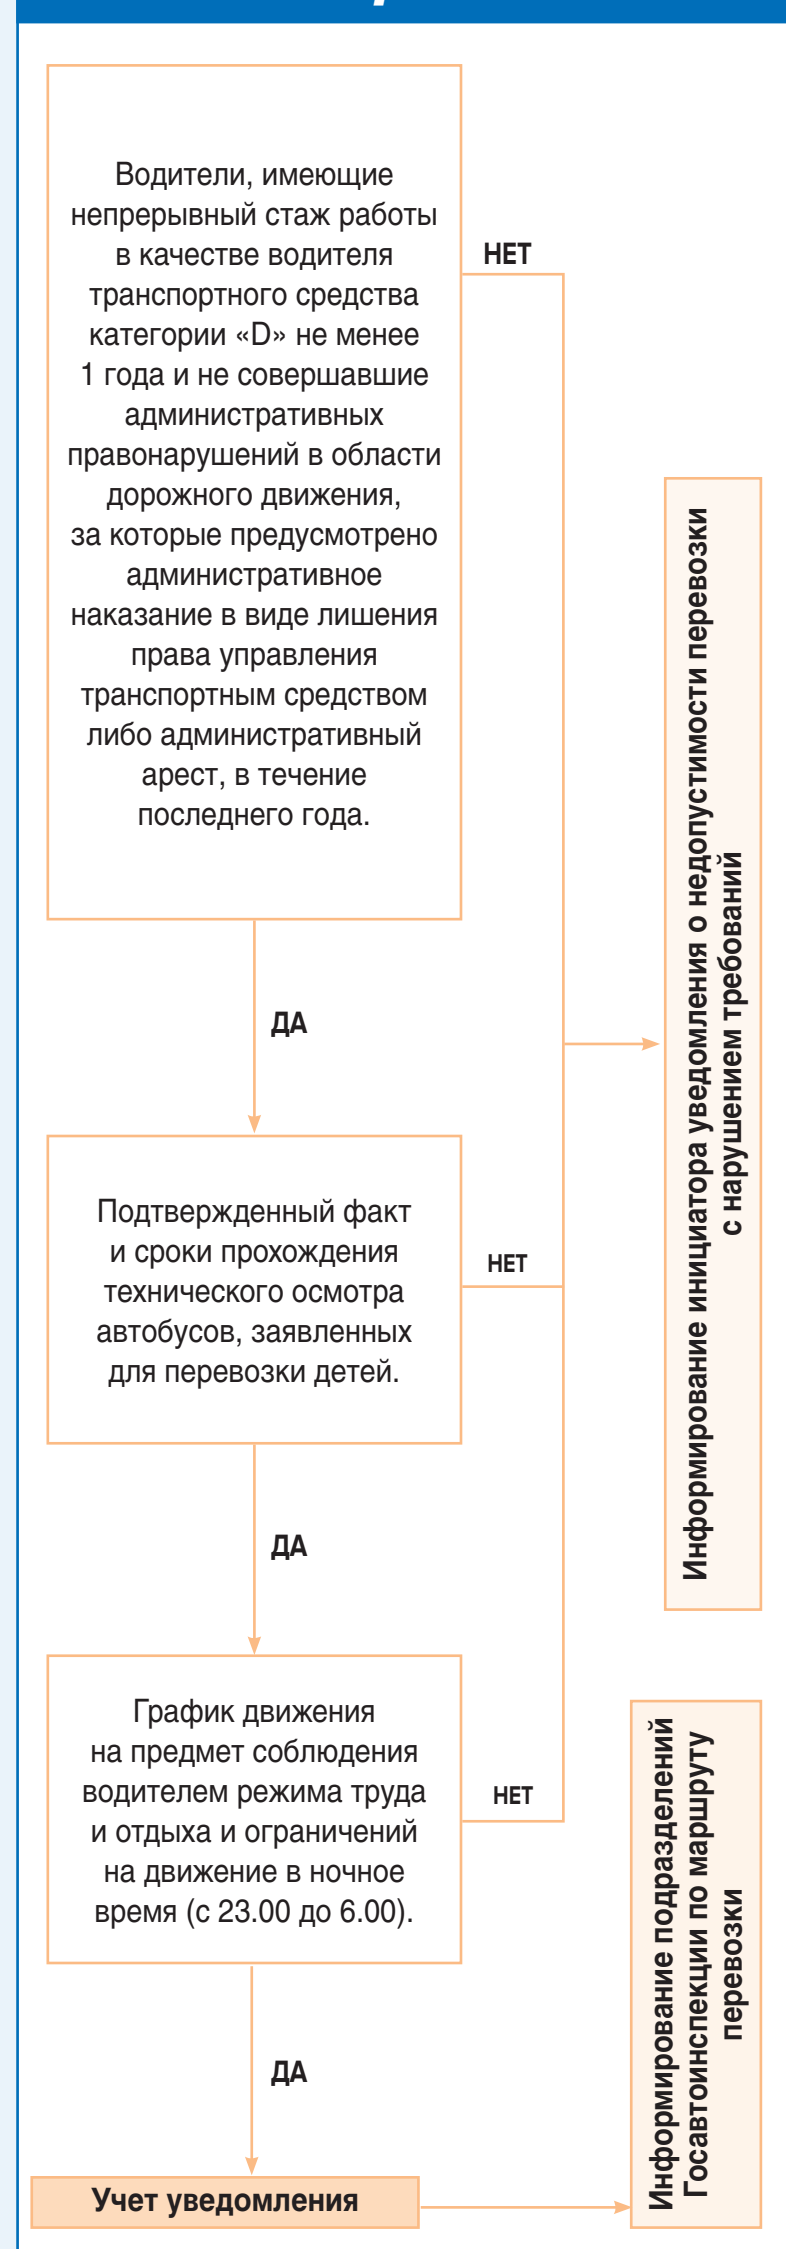 Водители, имеющие
непрерывный стаж работы
в качестве водителя
транспортного средства
категории «D» не менее
1 года и не совершавшие
административных
правонарушений в области
дорожного движения,
за которые предусмотрено
административное
наказание в виде лишения
права управления
транспортным средством
либо административный
арест, в течение
последнего года.
НЕТ
ДА
Подтвержденный факт
и сроки прохождения
технического осмотра
автобусов, заявленных
для перевозки детей.
НЕТ
Информирование инициатора уведомления о недопустимости перевозки
с нарушением требований
ДА
График движения
на предмет соблюдения
водителем режима труда
и отдыха и ограничений
на движение в ночное
время (с 23.00 до 6.00).
НЕТ
ДА
Учет уведомления
Информирование подразделений
Госавтоинспекции по маршруту
перевозки